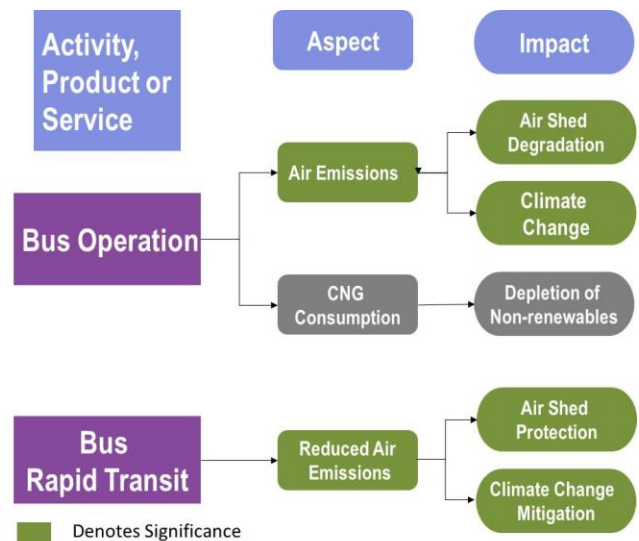 Activity,
Product or
Service
Aspect
Impact
Bus Operation
Air Emissions
Air Shed
Degradation
Climate
Change
CNG
Consumption
Depletion of
Non-renewables
Bus
Rapid Transit
Reduced Air
Emissions
Air Shed
Protection
Climate Change
Mitigation
Denotes Significance